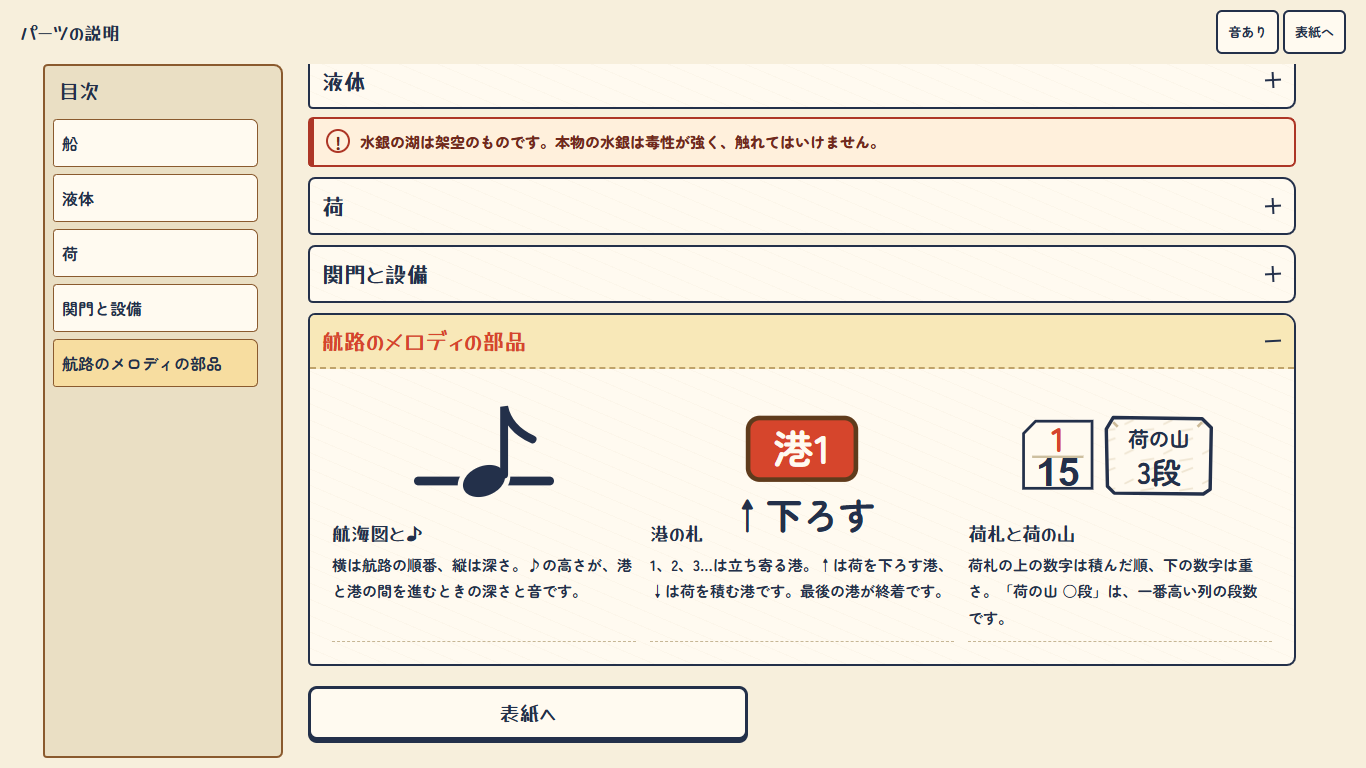 パーツの説明
音あり
表紙へ
目次
船
液体
荷
関門と設備
航路のメロディの部品
液体
水銀の湖は架空のものです。本物の水銀は毒性が強く、触れてはいけません。
荷
関門と設備
航路のメロディの部品
航海図と♪
横は航路の順番、縦は深さ。♪の高さが、港
と港の間を進むときの深さと音です。
港1
↑下ろす
港の札
1、2、3…は立ち寄る港。↑は荷を下ろす港、
↓は荷を積む港です。最後の港が終着です。
1
15
荷の山
3段
荷札と荷の山
荷札の上の数字は積んだ順、下の数字は重
さ。「荷の山 〇段」は、一番高い列の段数
です。
表紙へ